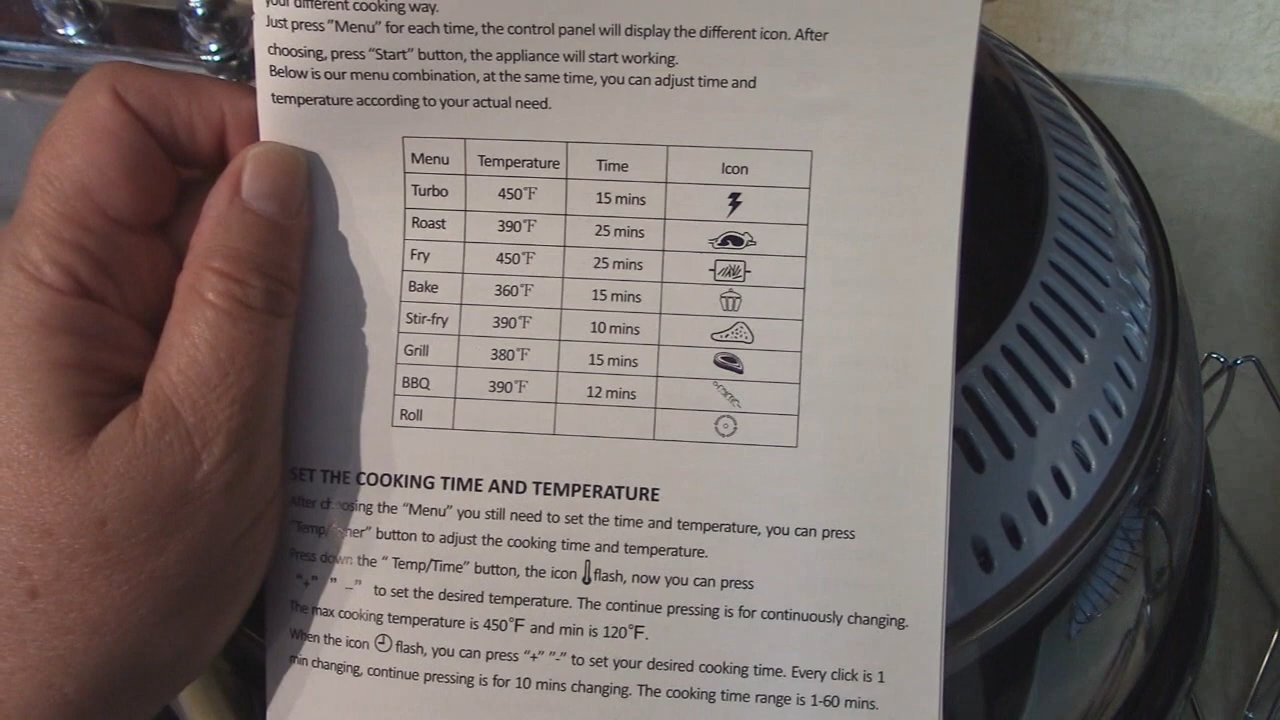 your different cooking way.
Just press "Menu" for each time, the control panel will display the different icon. After
choosing, press "Start" button, the appliance will start working.
Below is our menu combination, at the same time, you can adjust time and
temperature according to your actual need.
Menu Temperature Time Icon
Turbo 450°F 15 mins
Roast 390°F 25 mins
Fry 450°F 25 mins
Bake 360°F 15 mins
Stir-fry 390°F 10 mins
Grill 380°F 15 mins
BBQ 390°F 12 mins
Roll
SET THE COOKING TIME AND TEMPERATURE
After choosing the "Menu" you still need to set the time and temperature, you can press
button to adjust the cooking time and temperature.
Press down the " Temp/Time" button, the icon flash, now you can press
"+" "_" to set the desired temperature. The continue pressing is for continuously changing.
The max cooking temperature is 450°F and min is 120°F.
When the icon flash, you can press "+" "-" to set your desired cooking time. Every click is 1
min changing, continue pressing is for 10 mins changing. The cooking time range is 1-60 mins.